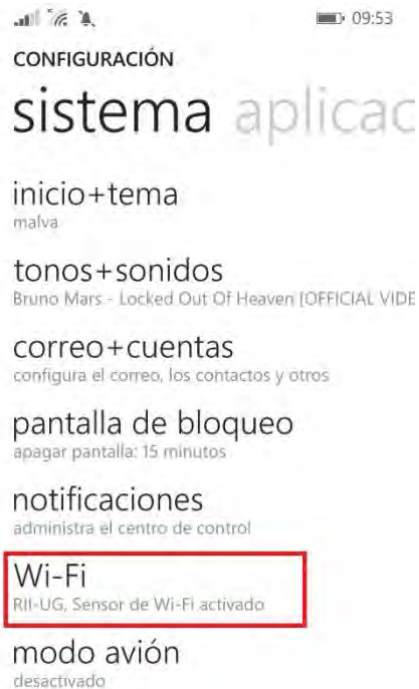 09:53
CONFIGURACIÓN
sistema aplicac
inicio+tema
malva
tonos+sonidos
Bruno Mars - Locked Out Of Heaven [OFFICIAL VIDE
correo+cuentas
configura el correo, los contactos y otros
pantalla de bloqueo
apagar pantalla: 15 minutos
notificaciones
administra el centro de control
Wi-Fi
RII-UG, Sensor de Wi-Fi activado
modo avión
desactivado